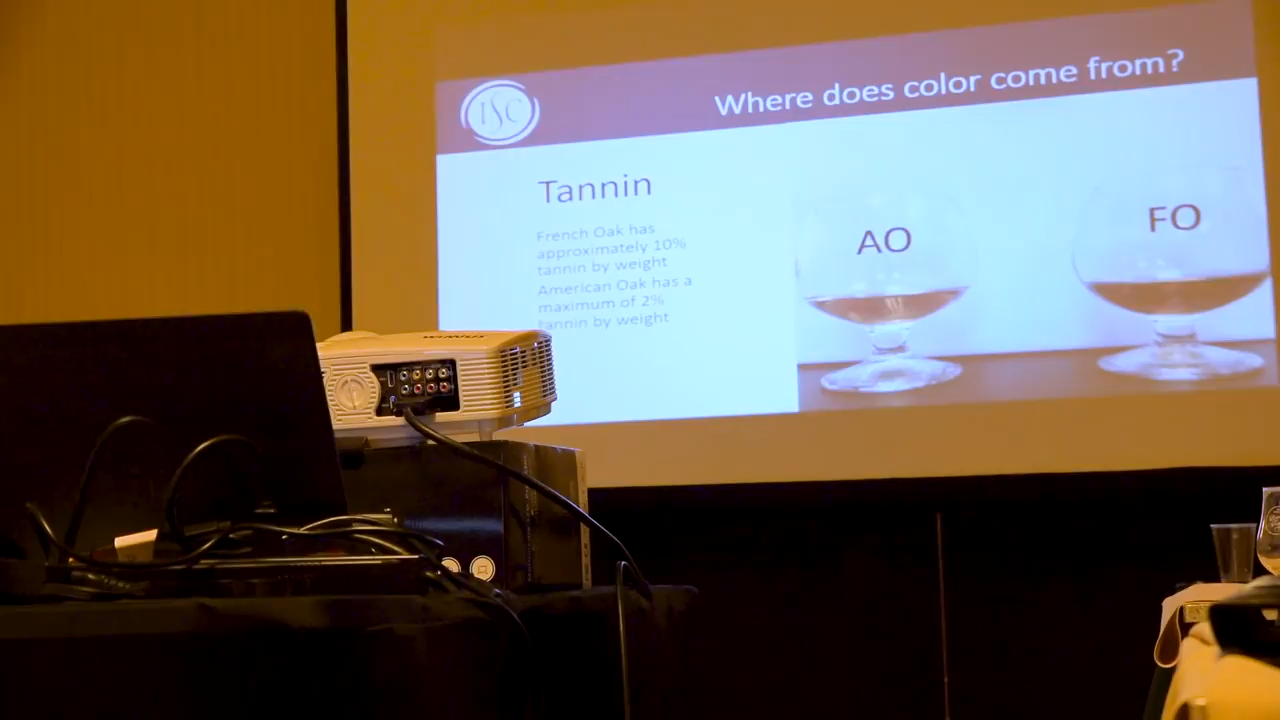 ISC
Where does color come from?
Tannin
French Oak has
approximately 10%
tannin by weight
American Oak has a
maximum of 2%
tannin by weight
AO
FO